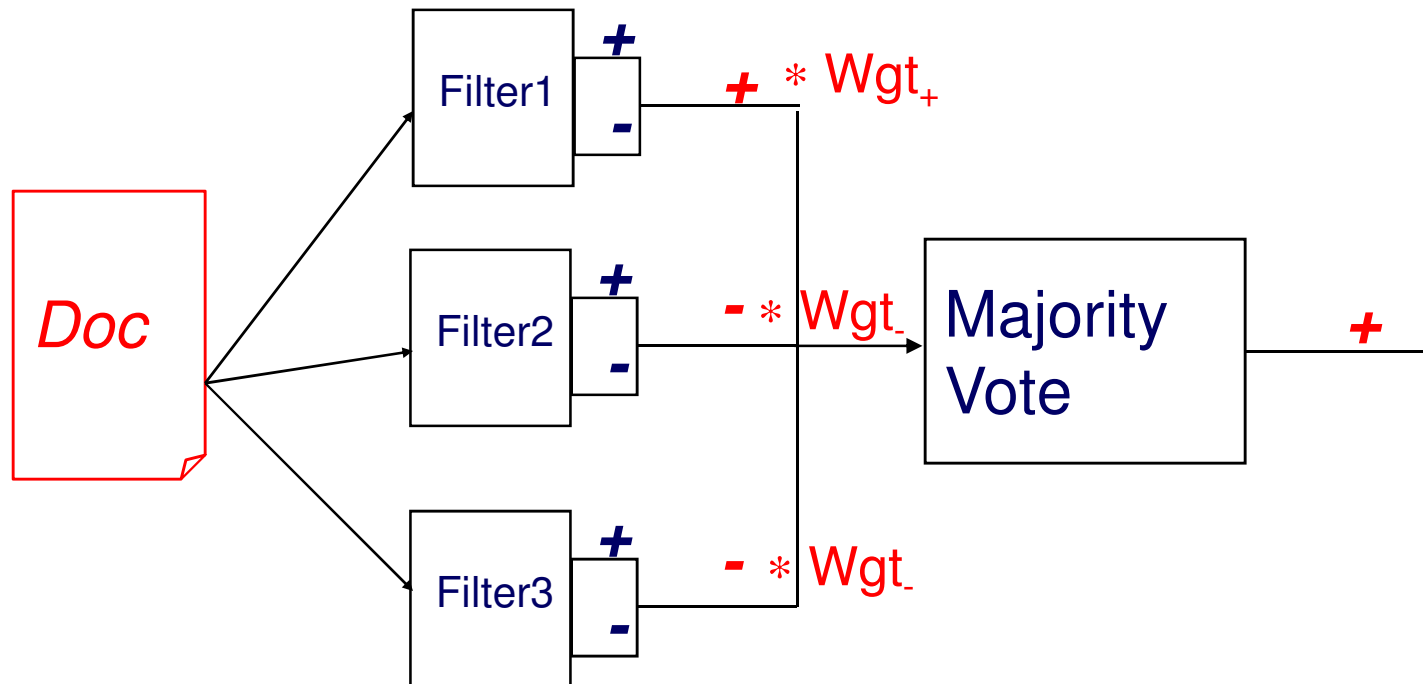 +
Filter1
-
+ * Wgt₊
Doc
+
Filter2
-
- * Wgt₋
Majority
Vote
+
+
Filter3
-
- * Wgt₋